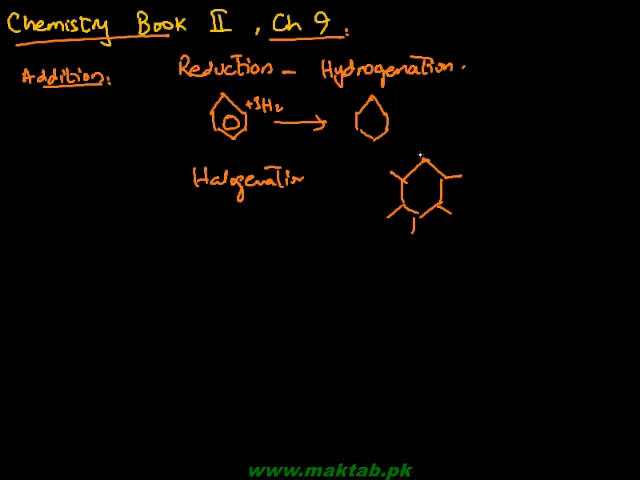 Chemistry Book II, Ch 9.
Addition: Reduction - Hydrogenation.
+3H₂
Halogenation
www.maktab.pk